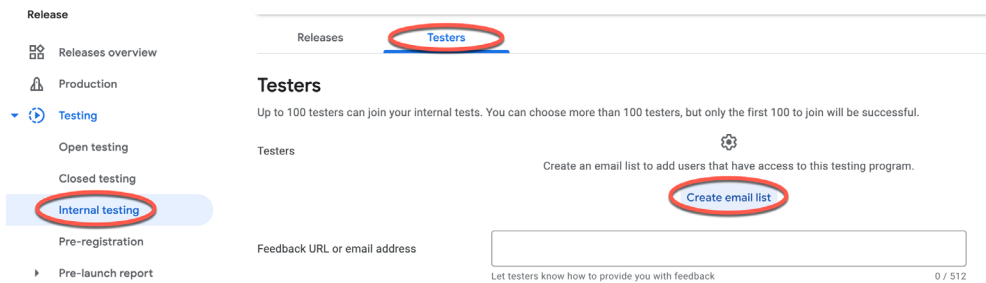 Release
Releases overview
Production
Testing
Open testing
Closed testing
Internal testing
Pre-registration
Pre-launch report
Releases
Testers
Testers
Up to 100 testers can join your internal tests. You can choose more than 100 testers, but only the first 100 to join will be successful.
Testers
Create an email list to add users that have access to this testing program.
Create email list
Feedback URL or email address
Let testers know how to provide you with feedback
0 / 512